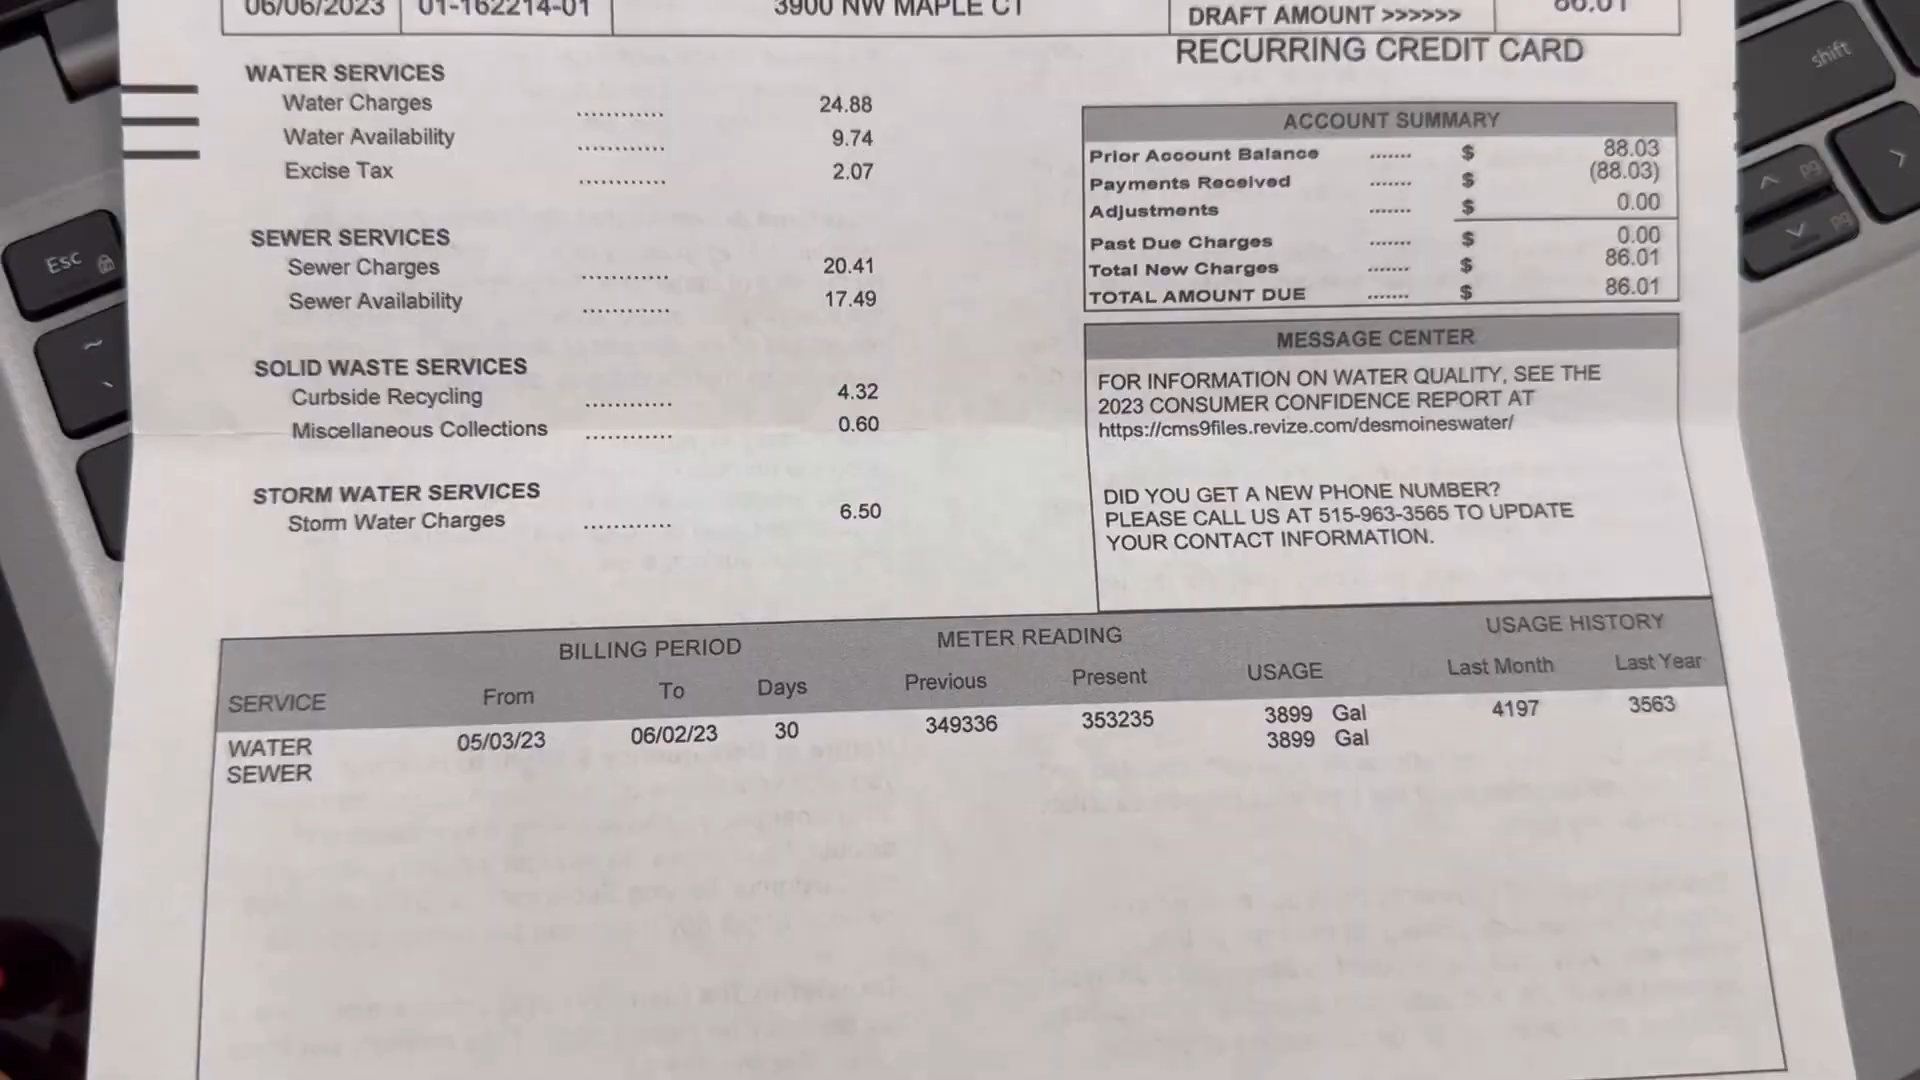 06/06/2023 01-162214-01 3900 NW MAPLE CT DRAFT AMOUNT >>>>>> 86.01
RECURRING CREDIT CARD
WATER SERVICES
Water Charges ............ 24.88
Water Availability ............ 9.74
Excise Tax ............ 2.07
SEWER SERVICES
Sewer Charges ............ 20.41
Sewer Availability ............ 17.49
SOLID WASTE SERVICES
Curbside Recycling ............ 4.32
Miscellaneous Collections ............ 0.60
STORM WATER SERVICES
Storm Water Charges ............ 6.50
ACCOUNT SUMMARY
Prior Account Balance ....... $ 88.03
Payments Received ....... $ (88.03)
Adjustments ....... $ 0.00
Past Due Charges ....... $ 0.00
Total New Charges ....... $ 86.01
TOTAL AMOUNT DUE ....... $ 86.01
MESSAGE CENTER
FOR INFORMATION ON WATER QUALITY, SEE THE
2023 CONSUMER CONFIDENCE REPORT AT
https://cms9files.revize.com/desmoineswater/
DID YOU GET A NEW PHONE NUMBER?
PLEASE CALL US AT 515-963-3565 TO UPDATE
YOUR CONTACT INFORMATION.
BILLING PERIOD METER READING USAGE HISTORY
SERVICE From To Days Previous Present USAGE Last Month Last Year
WATER 05/03/23 06/02/23 30 349336 353235 3899 Gal 4197 3563
SEWER 3899 Gal
Esc
~
shift
pg
pg